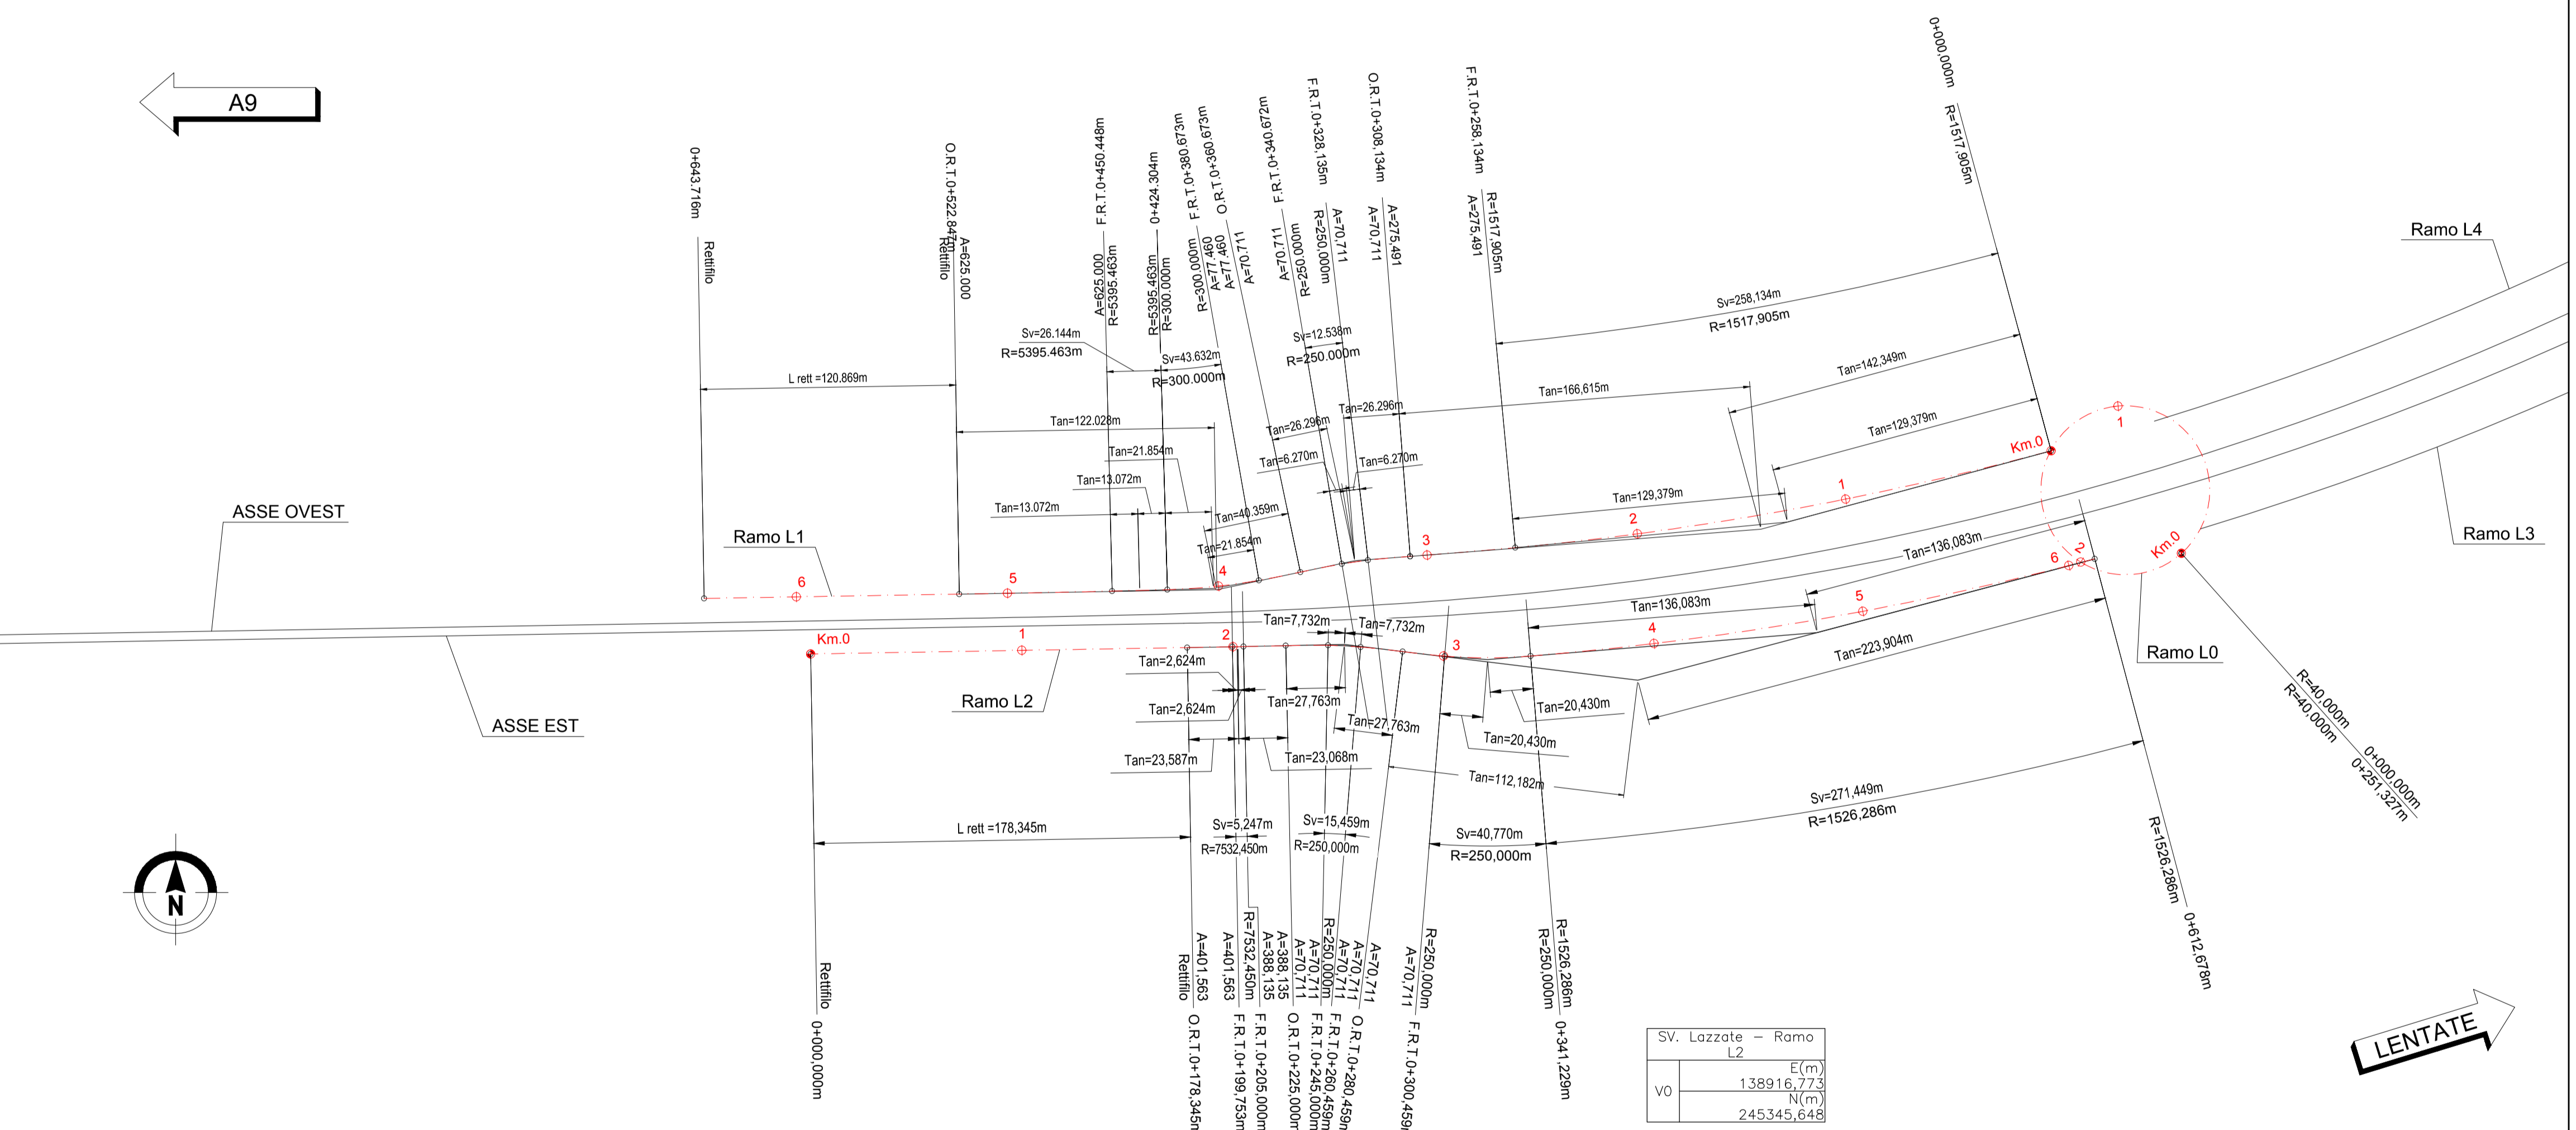 A9
0+643.716m
Rettifilo
O.R.T.0+522.847m
Rettifilo
A=625.000
F.R.T.0+450.448m
A=625.000
R=5395.463m
0+424.304m
R=5395.463m
R=300.000m
F.R.T.0+380.673m
R=300.000m
A=77.460
O.R.T.0+360.673m
A=77.460
A=70.711
F.R.T.0+340.672m
A=70.711
R=250.000m
F.R.T.0+328,135m
R=250,000m
A=70,711
O.R.T.0+308,134m
A=70,711
A=275,491
F.R.T.0+258,134m
A=275,491
R=1517,905m
0+000,000m
R=1517,905m
Ramo L4
Sv=258,134m
R=1517,905m
Sv=26.144m
R=5395.463m
Sv=43.632m
R=300.000m
Sv=12.538m
R=250.000m
Tan=142,349m
L rett =120.869m
Tan=166,615m
Tan=26.296m
Tan=26.296m
Tan=122.028m
Tan=129,379m
Tan=21.854m
Tan=6.270m
Tan=6.270m
Tan=13.072m
Tan=13.072m
Tan=129,379m
Tan=40.359m
Tan=21.854m
Km.0
1
1
2
3
4
5
6
ASSE OVEST
Ramo L1
Ramo L3
Km.0
2
6
Tan=136,083m
Tan=136,083m
5
4
3
Tan=7,732m
Tan=7,732m
2
1
Km.0
Ramo L0
Tan=223,904m
Tan=2,624m
Tan=2,624m
Ramo L2
Tan=27,763m
Tan=27,763m
Tan=20,430m
Tan=20,430m
ASSE EST
Tan=23,587m
Tan=23,068m
Tan=112,182m
R=40,000m
R=40,000m
0+000,000m
0+251,327m
Sv=271,449m
R=1526,286m
L rett =178,345m
Sv=5,247m
R=7532,450m
Sv=15,459m
R=250,000m
Sv=40,770m
R=250,000m
R=1526,286m
0+612,678m
N
Rettifilo
0+000,000m
A=401,563
Rettifilo
O.R.T.0+178,345m
A=401,563
F.R.T.0+199,753m
R=7532,450m
A=388,135
F.R.T.0+205,000m
A=388,135
A=70,711
O.R.T.0+225,000m
A=70,711
R=250,000m
F.R.T.0+245,000m
A=70,711
F.R.T.0+260,459m
A=70,711
A=70,711
O.R.T.0+280,459m
R=250,000m
A=70,711
F.R.T.0+300,459m
R=1526,286m
R=250,000m
0+341,229m
SV. Lazzate – Ramo
L2
V0
E(m)
138916,773
N(m)
245345,648
LENTATE